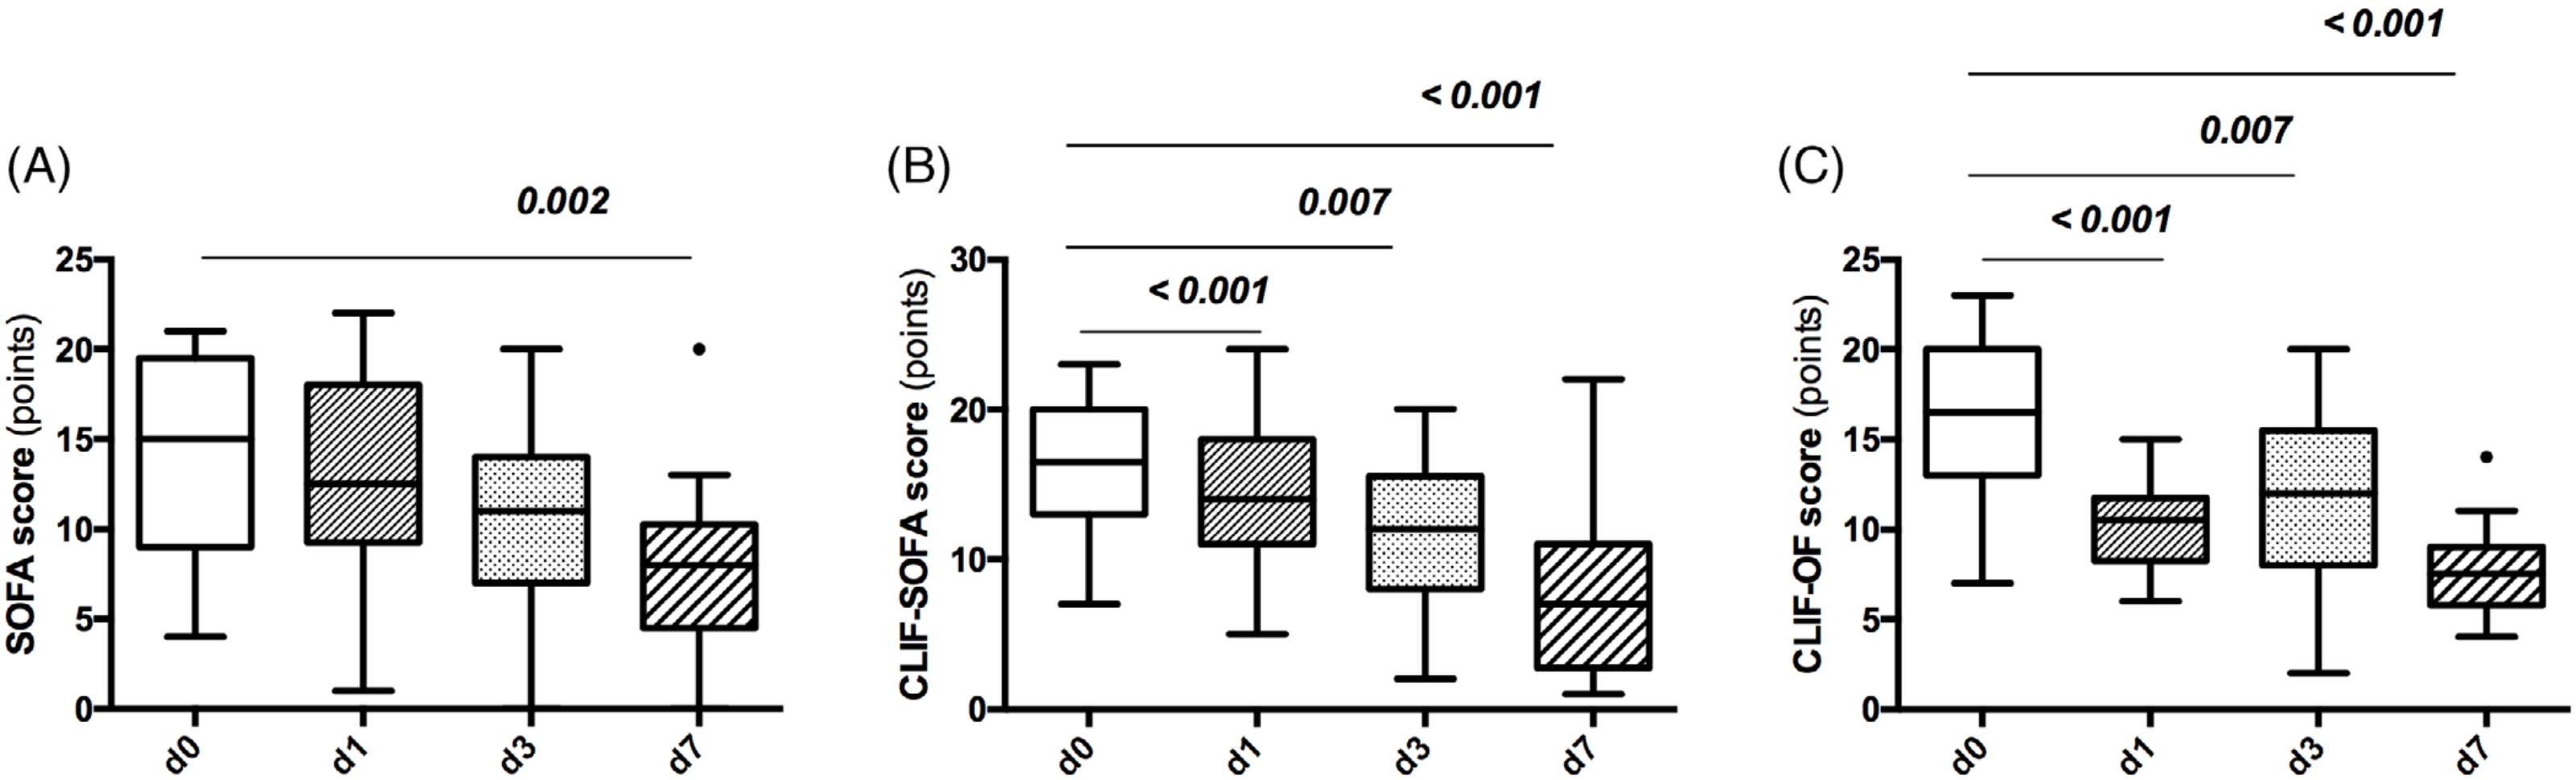 (A)
0.002
SOFA score (points)
25
20
15
10
5
0
d0 d1 d3 d7
(B)
< 0.001
0.007
< 0.001
CLIF-SOFA score (points)
30
20
10
0
d0 d1 d3 d7
(C)
< 0.001
0.007
< 0.001
CLIF-OF score (points)
25
20
15
10
5
0
d0 d1 d3 d7